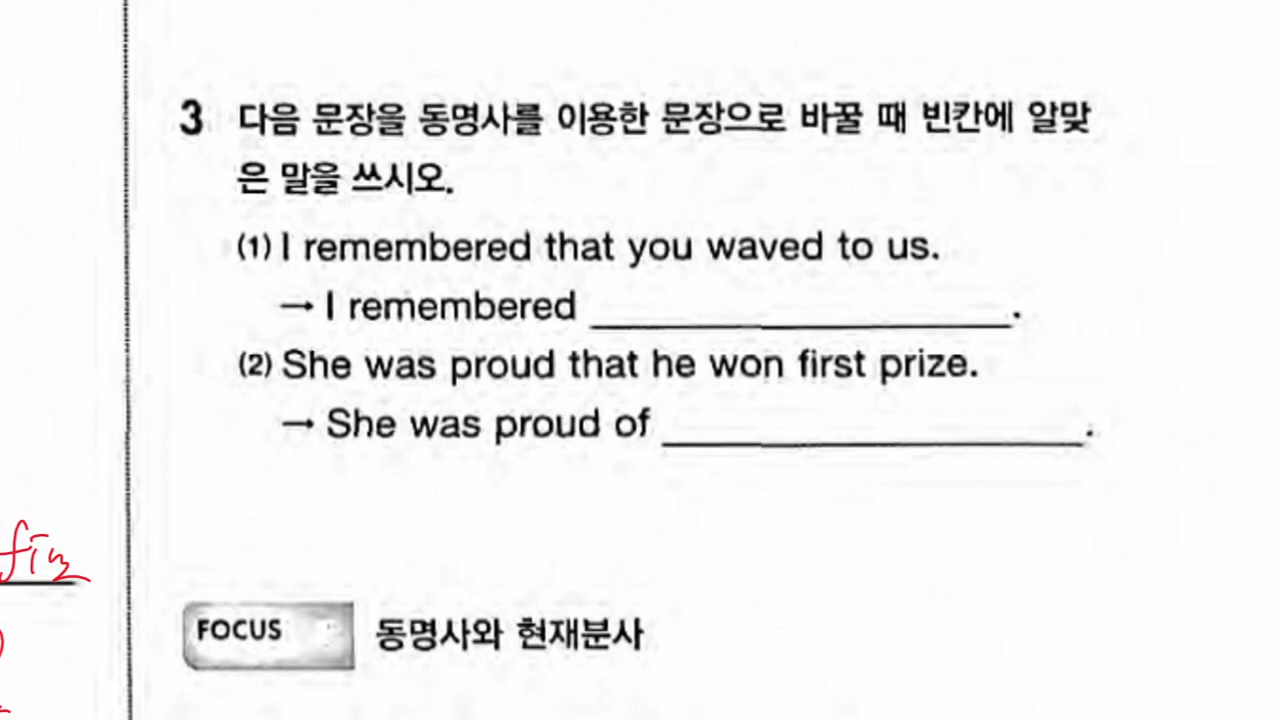 3 다음 문장을 동명사를 이용한 문장으로 바꿀 때 빈칸에 알맞
은 말을 쓰시오.
(1) I remembered that you waved to us.
→ I remembered ____________.
(2) She was proud that he won first prize.
→ She was proud of ____________.
FOCUS 동명사와 현재분사